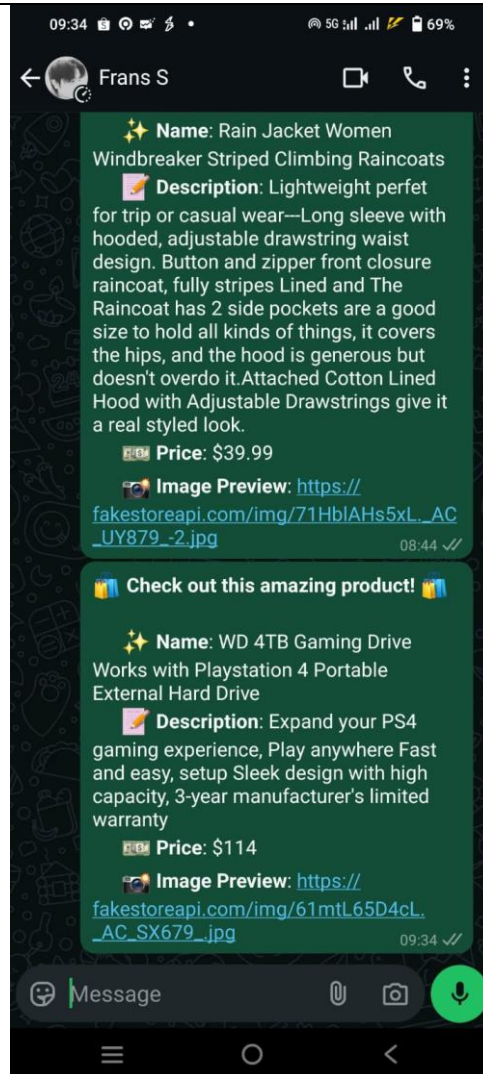 09:34 5G 69%
Frans S
Name: Rain Jacket Women
Windbreaker Striped Climbing Raincoats
Description: Lightweight perfet
for trip or casual wear---Long sleeve with
hooded, adjustable drawstring waist
design. Button and zipper front closure
raincoat, fully stripes Lined and The
Raincoat has 2 side pockets are a good
size to hold all kinds of things, it covers
the hips, and the hood is generous but
doesn't overdo it.Attached Cotton Lined
Hood with Adjustable Drawstrings give it
a real styled look.
Price: $39.99
Image Preview: https://
fakestoreapi.com/img/71HblAHs5xL._AC
_UY879_-2.jpg
08:44
Check out this amazing product!
Name: WD 4TB Gaming Drive
Works with Playstation 4 Portable
External Hard Drive
Description: Expand your PS4
gaming experience, Play anywhere Fast
and easy, setup Sleek design with high
capacity, 3-year manufacturer's limited
warranty
Price: $114
Image Preview: https://
fakestoreapi.com/img/61mtL65D4cL.
_AC_SX679_.jpg
09:34
Message